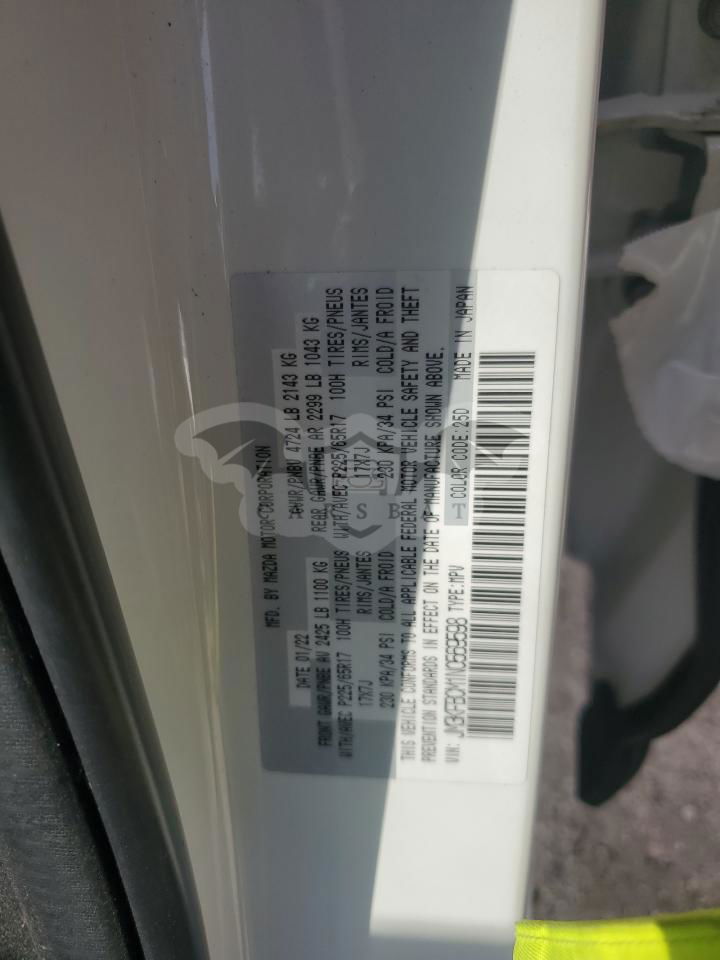 MFD. BY MAZDA MOTOR CORPORATION
DATE 01/22 GVWR/PNBV 4724 LB 2143 KG
FRONT GAWR/PNBE AV 2425 LB 1100 KG REAR GAWR/PNBE AR 2299 LB 1043 KG
WITH/AVEC P225/65R17 100H TIRES/PNEUS WITH/AVEC P225/65R17 100H TIRES/PNEUS
17X7J RIMS/JANTES 17X7J RIMS/JANTES
230 KPA/34 PSI COLD/A FROID 230 KPA/34 PSI COLD/A FROID
THIS VEHICLE CONFORMS TO ALL APPLICABLE FEDERAL MOTOR VEHICLE SAFETY AND THEFT
PREVENTION STANDARDS IN EFFECT ON THE DATE OF MANUFACTURE SHOWN ABOVE.
VIN: TYPE:MPV COLOR CODE:25D MADE IN JAPAN